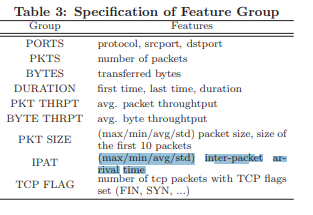 Table 3: Specification of Feature Group
Group Features
PORTS protocol, srcport, dstport
PKTS number of packets
BYTES transferred bytes
DURATION first time, last time, duration
PKT THRPT avg. packet throughtput
BYTE THRPT avg. byte throughtput
PKT SIZE (max/min/avg/std) packet size, size of
the first 10 packets
IPAT (max/min/avg/std) inter-packet ar-
rival time
TCP FLAG number of tcp packets with TCP flags
set (FIN, SYN, ...)